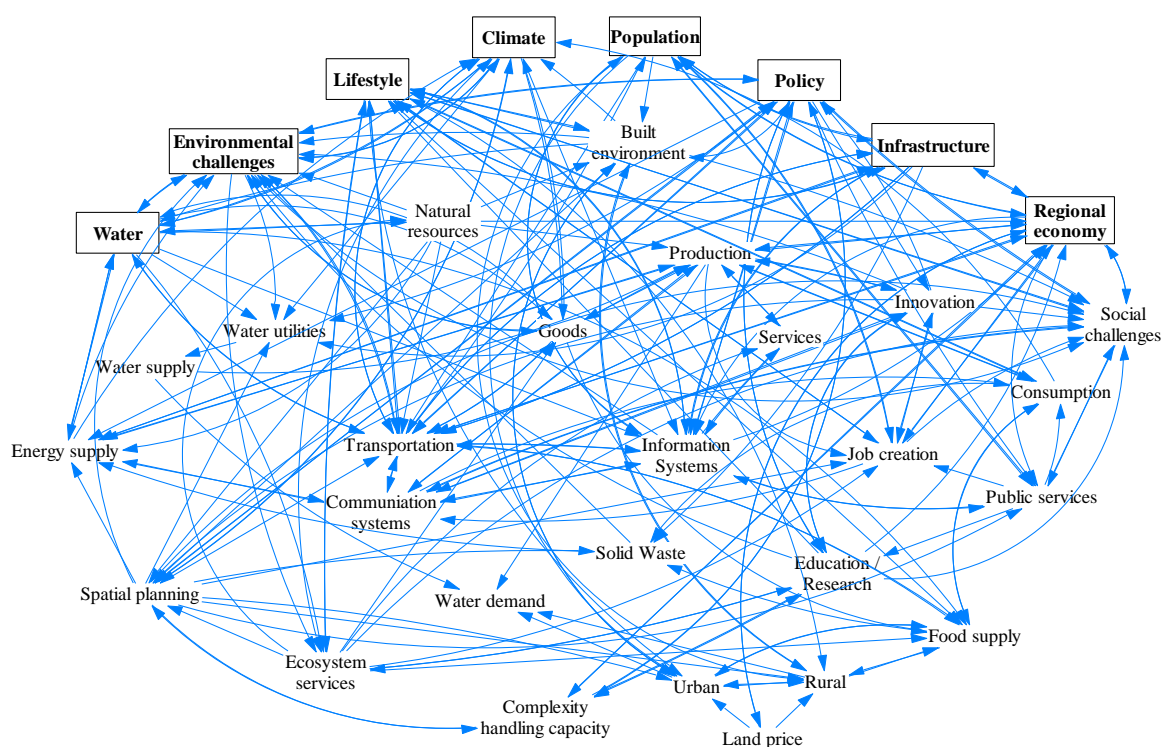 Climate
Population
Lifestyle
Policy
Built
environment
Environmental
challenges
Infrastructure
Natural
resources
Water
Regional
economy
Production
Innovation
Water utilities
Goods
Services
Social
challenges
Water supply
Consumption
Energy supply
Transportation
Information
Systems
Job creation
Communiation
systems
Public services
Solid Waste
Education /
Research
Spatial planning
Water demand
Food supply
Ecosystem
services
Urban
Rural
Complexity
handling capacity
Land price